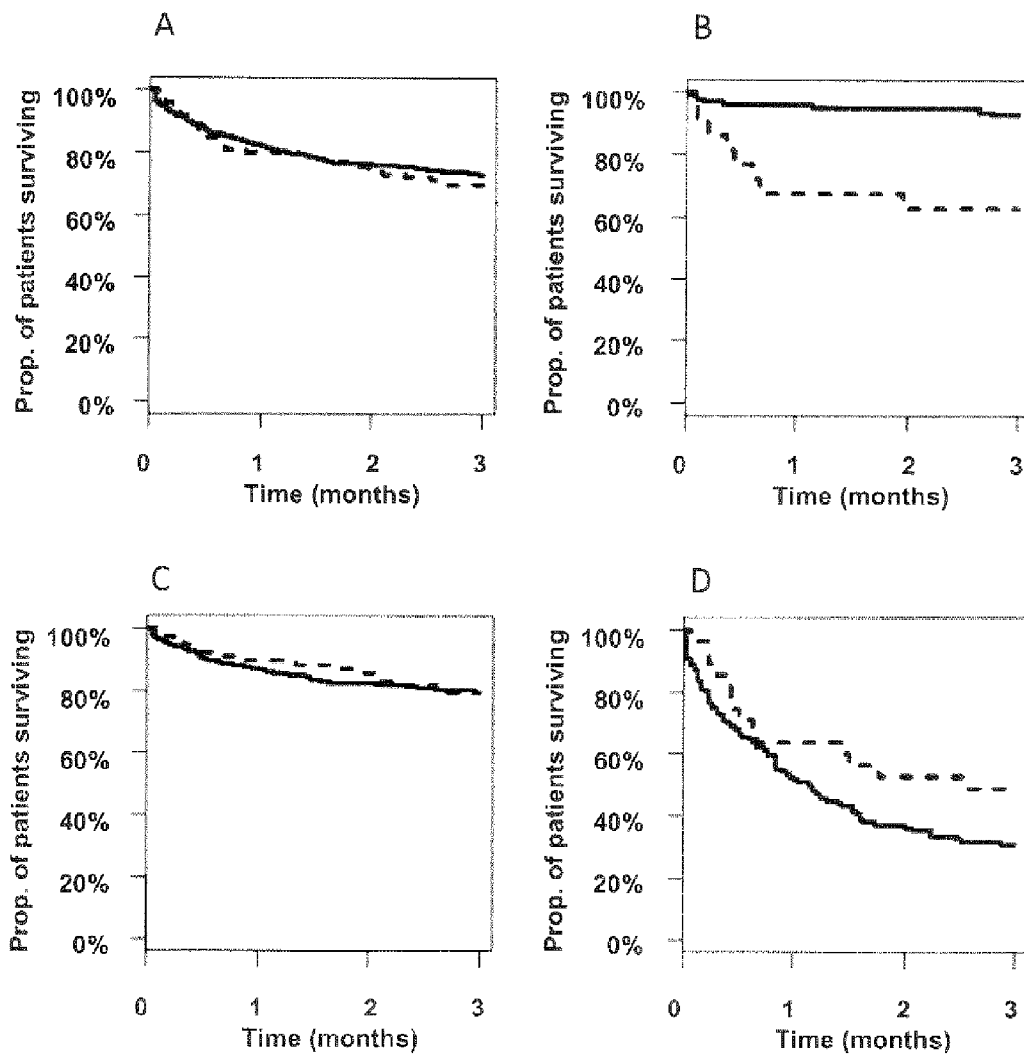 A
Prop. of patients surviving
100%
80%
60%
40%
20%
0%
0 1 2 3
Time (months)
B
Prop. of patients surviving
100%
80%
60%
40%
20%
0%
0 1 2 3
Time (months)
C
Prop. of patients surviving
100%
80%
60%
40%
20%
0%
0 1 2 3
Time (months)
D
Prop. of patients surviving
100%
80%
60%
40%
20%
0%
0 1 2 3
Time (months)